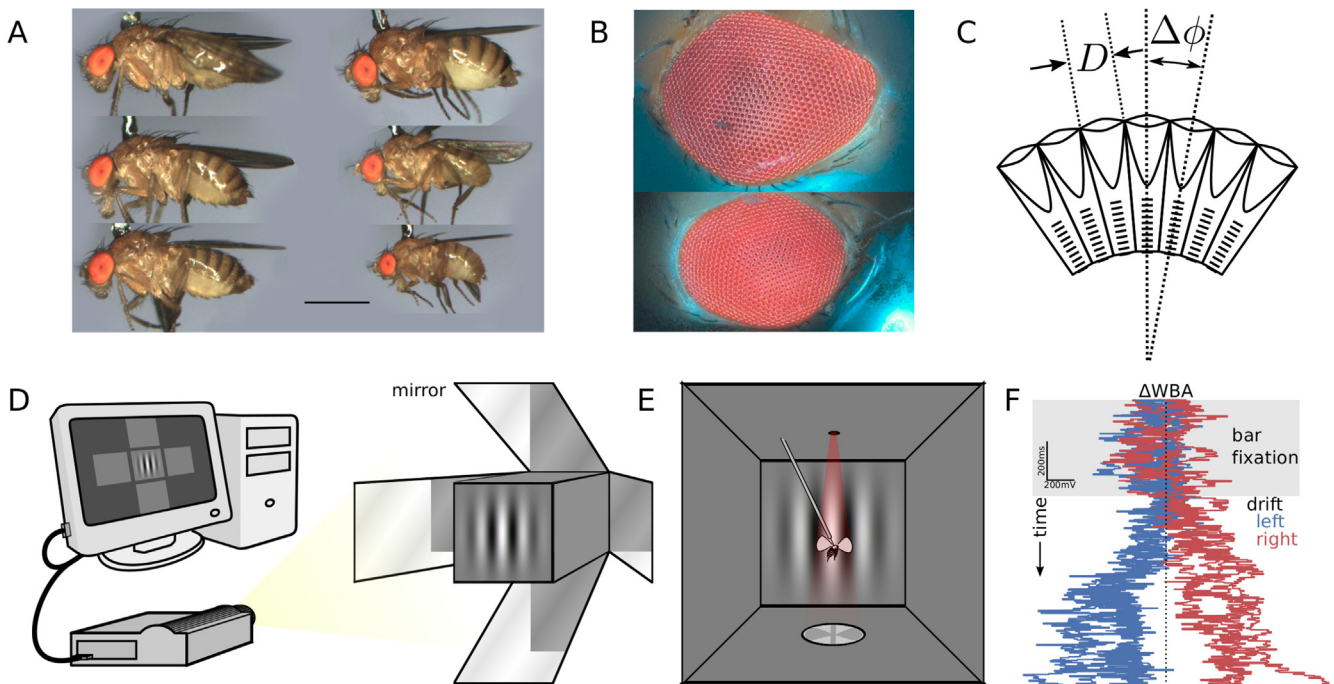 A
B
C
D
Δϕ
D
mirror
E
F
ΔWBA
bar
fixation
200ms
200mV
drift
left
right
time